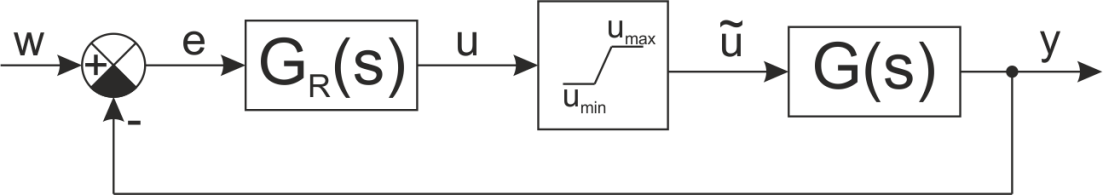 w
+
-
e
G_R(s)
u
u_max
u_min
ũ
G(s)
y